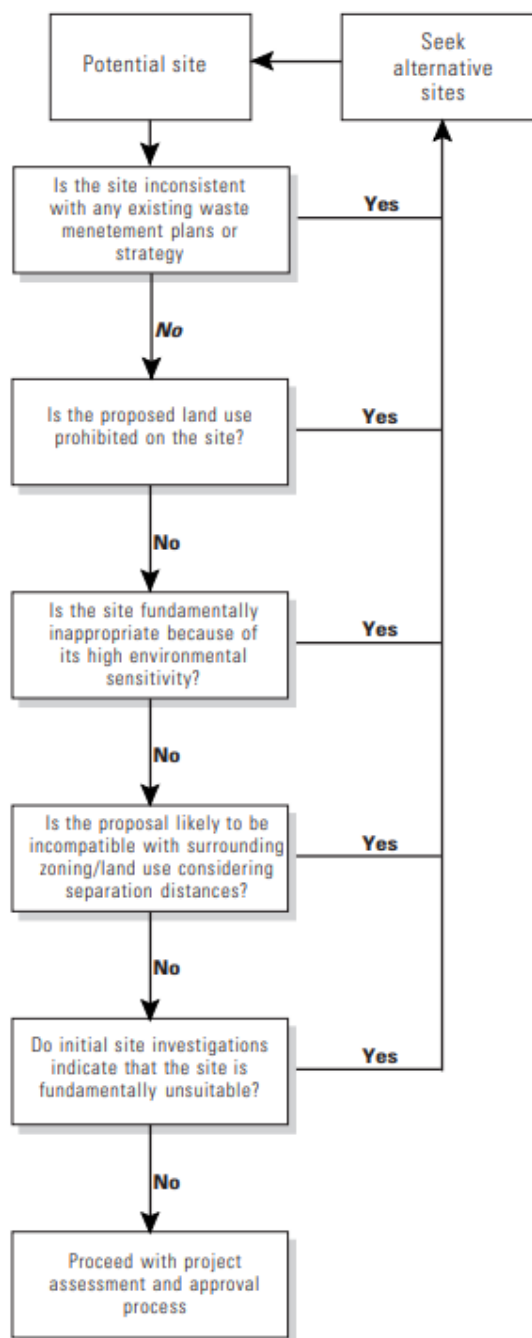 Potential site
Seek
alternative
sites
Is the site inconsistent
with any existing waste
menetement plans or
strategy
Yes
No
Is the proposed land use
prohibited on the site?
Yes
No
Is the site fundamentally
inappropriate because of
its high environmental
sensitivity?
Yes
No
Is the proposal likely to be
incompatible with surrounding
zoning/land use considering
separation distances?
Yes
No
Do initial site investigations
indicate that the site is
fundamentally unsuitable?
Yes
No
Proceed with project
assessment and approval
process